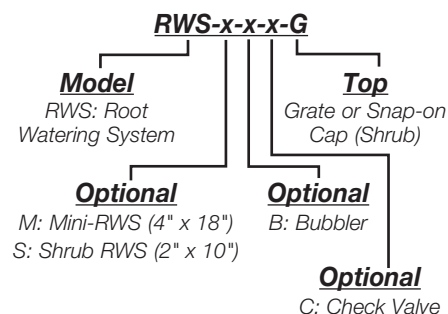 RWS-x-x-x-G
Model
RWS: Root
Watering System
Top
Grate or Snap-on
Cap (Shrub)
Optional
M: Mini-RWS (4" x 18")
S: Shrub RWS (2" x 10")
Optional
B: Bubbler
Optional
C: Check Valve